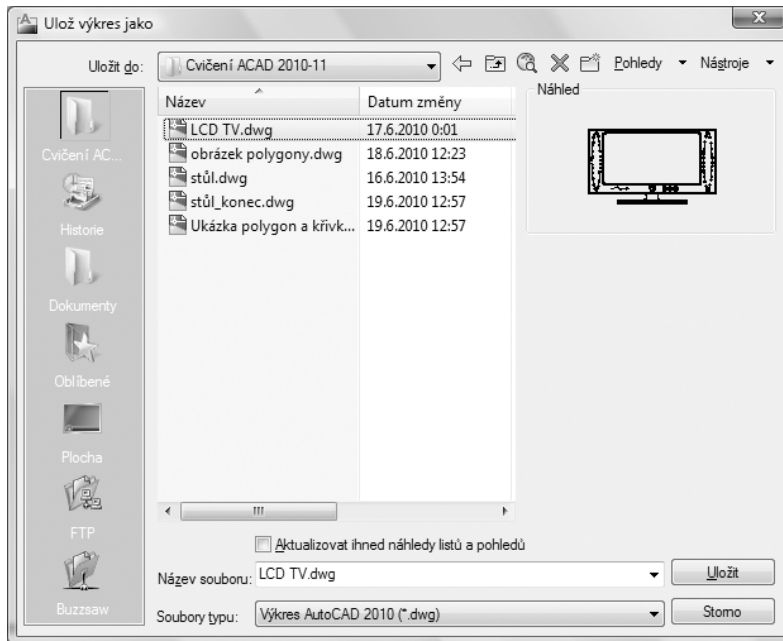 Ulož výkres jako
Uložit do: Cvičení ACAD 2010-11 Pohledy Nástroje
Název Datum změny
LCD TV.dwg 17.6.2010 0:01
obrázek polygony.dwg 18.6.2010 12:23
stůl.dwg 16.6.2010 13:54
stůl_konec.dwg 19.6.2010 12:57
Ukázka polygon a křivk... 19.6.2010 12:57
Náhled
Cvičení AC...
Historie
Dokumenty
Oblíbené
Plocha
FTP
Buzzsaw
Aktualizovat ihned náhledy listů a pohledů
Název souboru: LCD TV.dwg Uložit
Soubory typu: Výkres AutoCAD 2010 (*.dwg) Storno